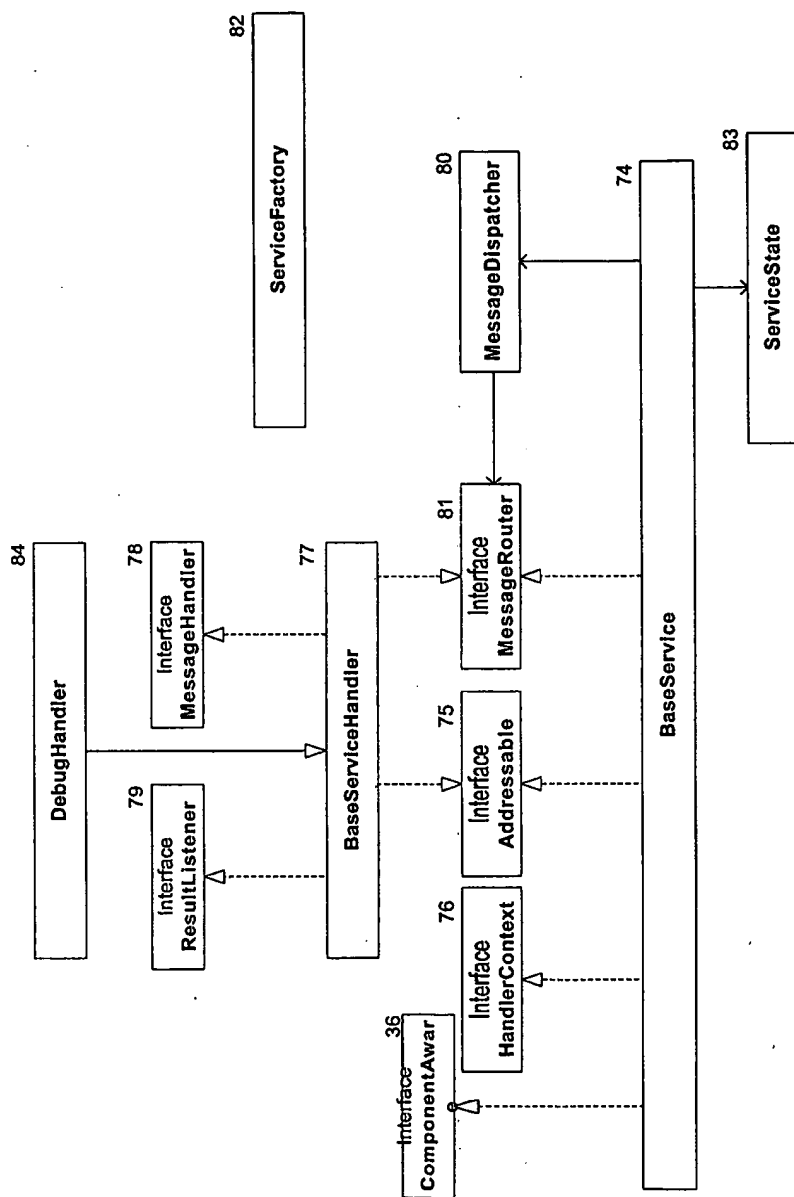 84
DebugHandler
79
Interface
ResultListener
78
Interface
MessageHandler
82
ServiceFactory
77
BaseServiceHandler
36
Interface
ComponentAwar
76
Interface
HandlerContext
75
Interface
Addressable
81
Interface
MessageRouter
80
MessageDispatcher
74
BaseService
83
ServiceState